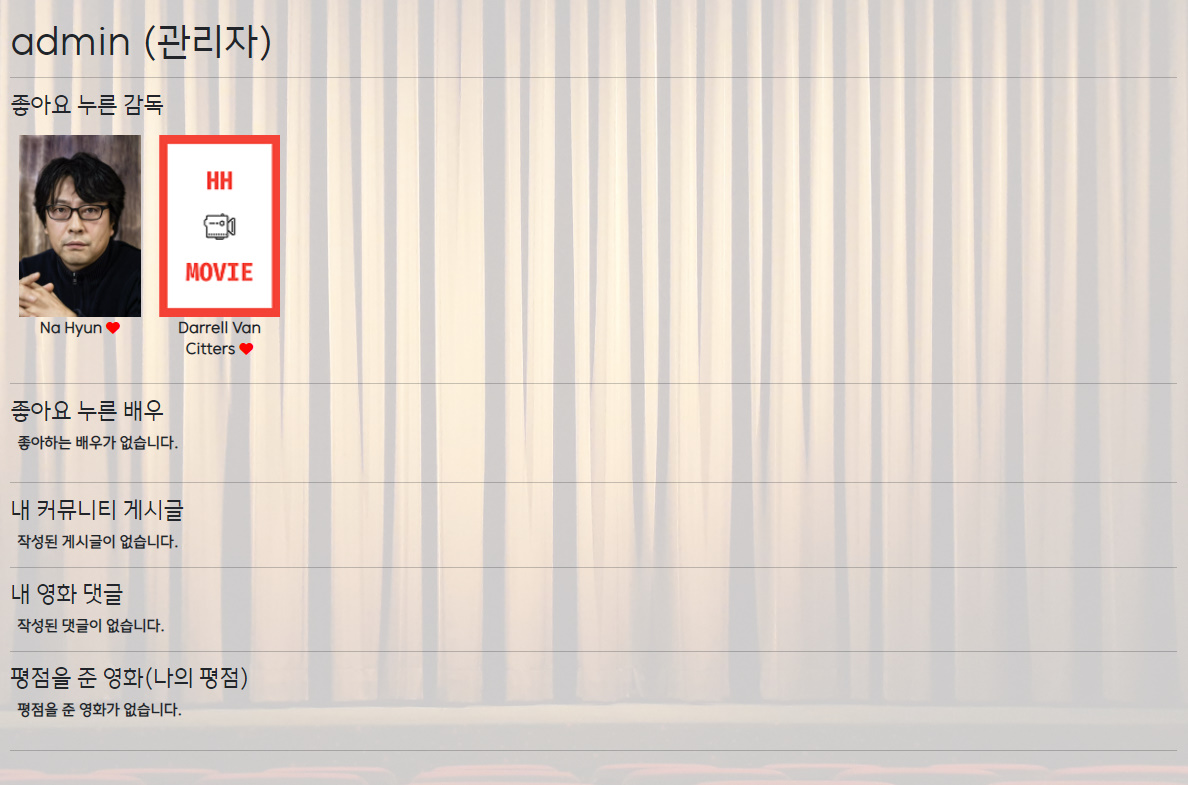 admin (관리자)
좋아요 누른 감독
HH
MOVIE
Na Hyun
Darrell Van
Citters
좋아요 누른 배우
좋아하는 배우가 없습니다.
내 커뮤니티 게시글
작성된 게시글이 없습니다.
내 영화 댓글
작성된 댓글이 없습니다.
평점을 준 영화(나의 평점)
평점을 준 영화가 없습니다.